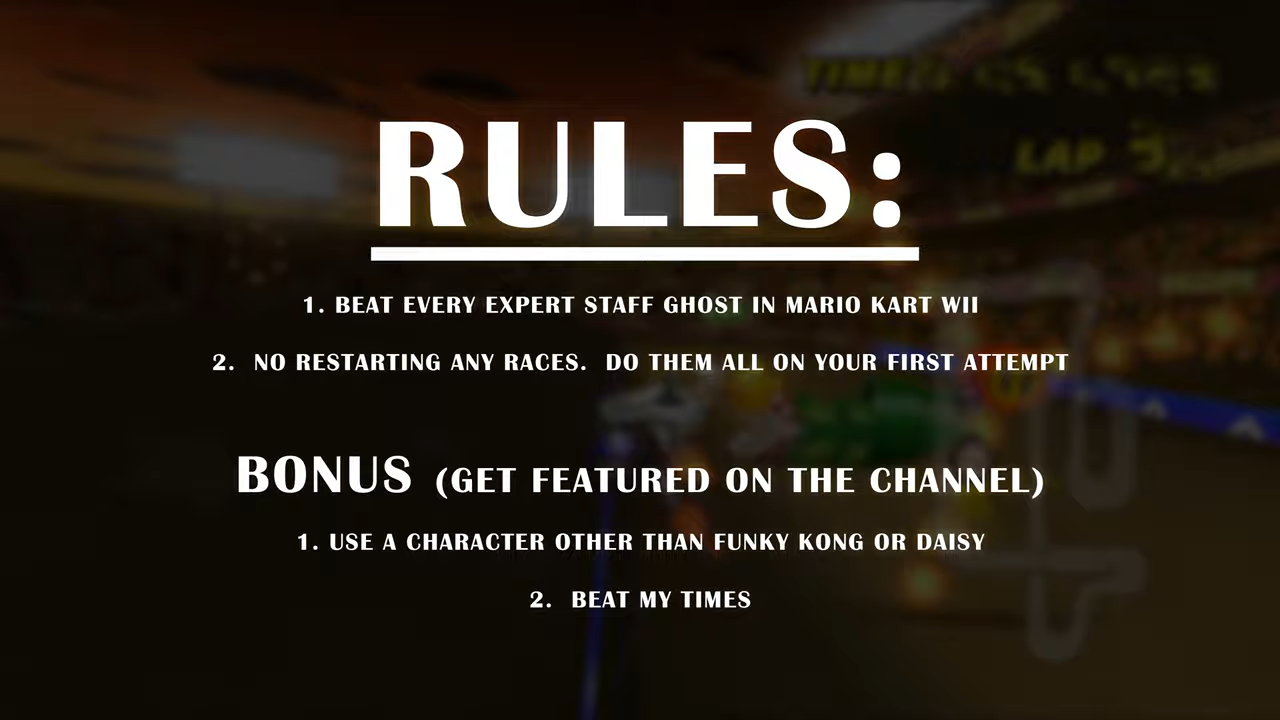 RULES:
1. BEAT EVERY EXPERT STAFF GHOST IN MARIO KART WII
2. NO RESTARTING ANY RACES. DO THEM ALL ON YOUR FIRST ATTEMPT
BONUS (GET FEATURED ON THE CHANNEL)
1. USE A CHARACTER OTHER THAN FUNKY KONG OR DAISY
2. BEAT MY TIMES
TIME
LAP